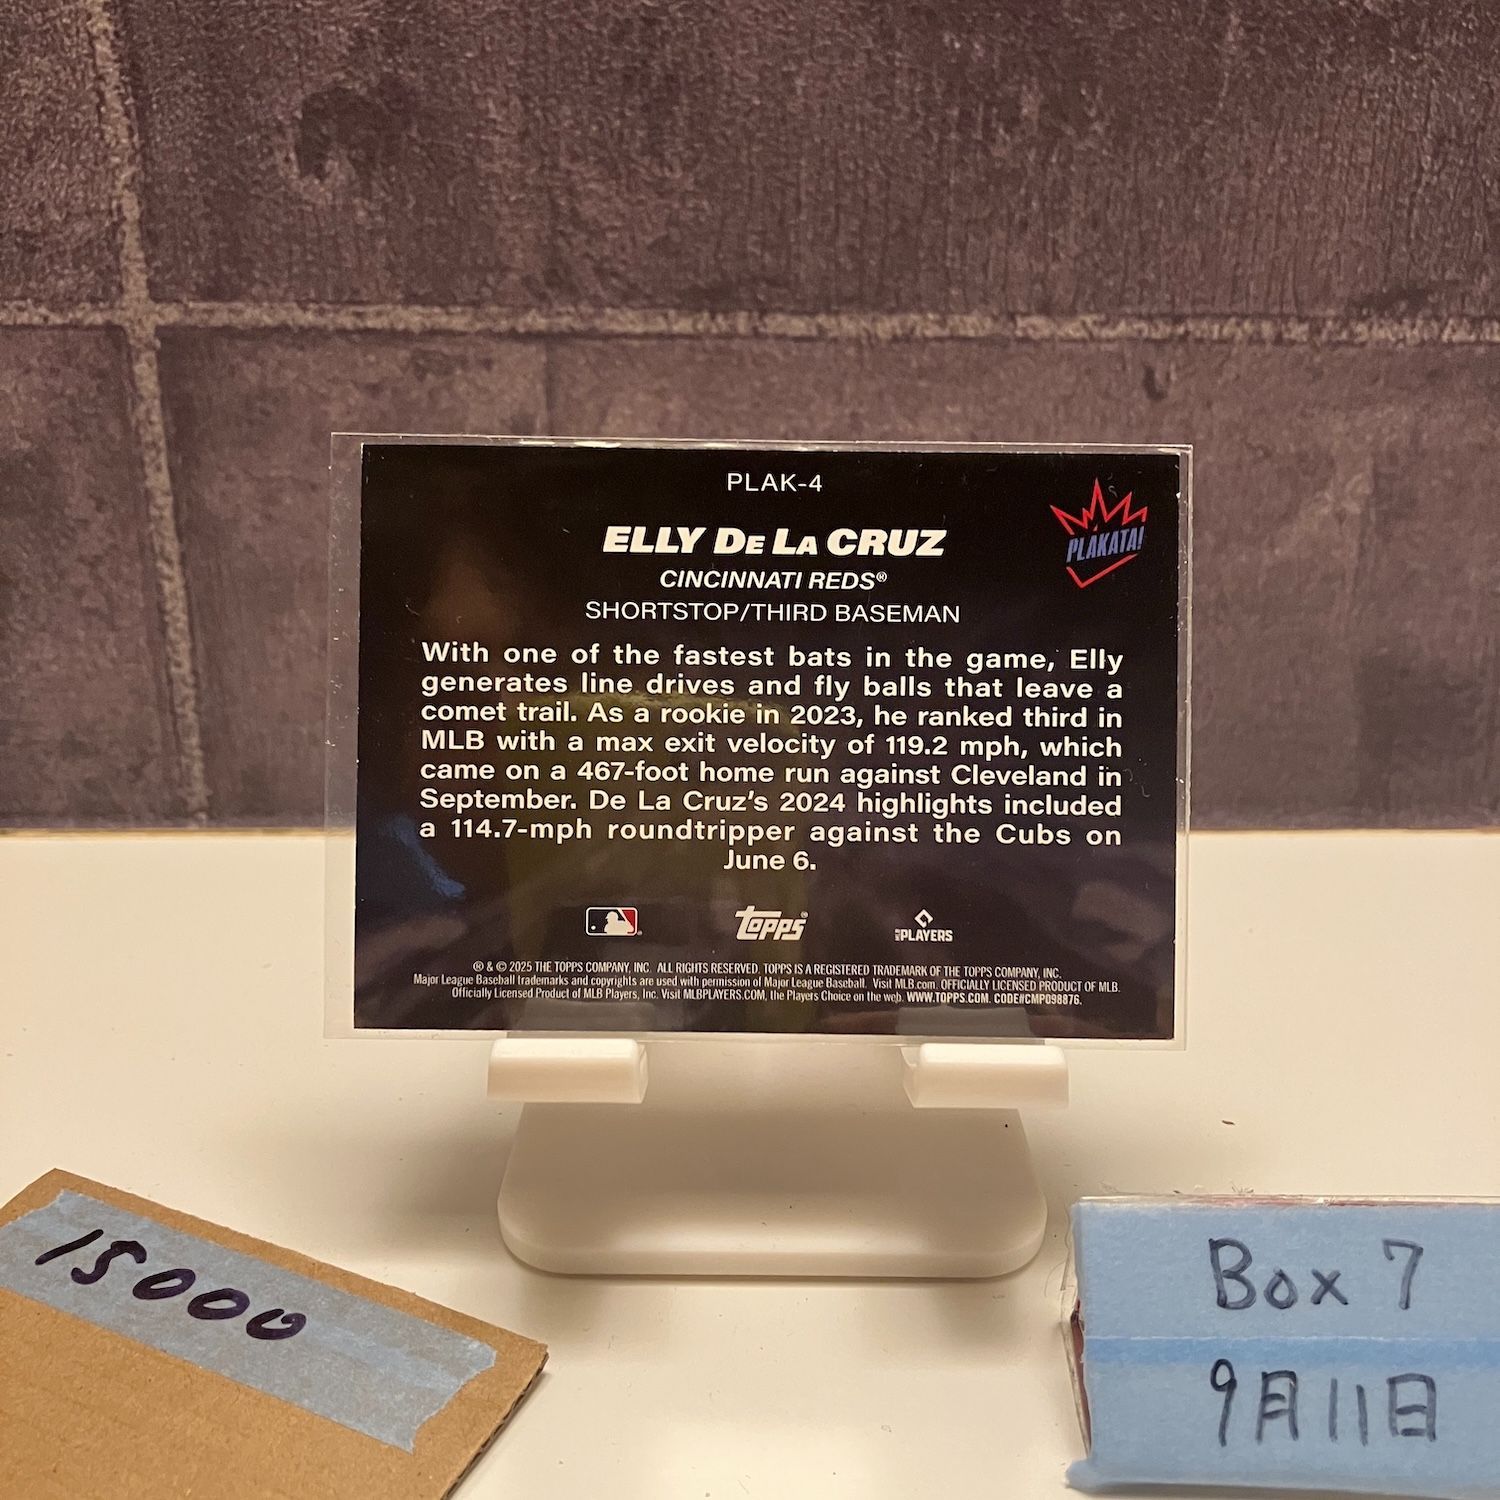 PLAK-4
PLAKATA!
ELLY DE LA CRUZ
CINCINNATI REDS®
SHORTSTOP/THIRD BASEMAN
With one of the fastest bats in the game, Elly
generates line drives and fly balls that leave a
comet trail. As a rookie in 2023, he ranked third in
MLB with a max exit velocity of 119.2 mph, which
came on a 467-foot home run against Cleveland in
September. De La Cruz's 2024 highlights included
a 114.7-mph roundtripper against the Cubs on
June 6.
Topps®
MLB PLAYERS
® & © 2025 THE TOPPS COMPANY, INC. ALL RIGHTS RESERVED. TOPPS IS A REGISTERED TRADEMARK OF THE TOPPS COMPANY, INC.
Major League Baseball trademarks and copyrights are used with permission of Major League Baseball. Visit MLB.com. OFFICIALLY LICENSED PRODUCT OF MLB.
Officially Licensed Product of MLB Players, Inc. Visit MLBPLAYERS.COM, the Players Choice on the web. WWW.TOPPS.COM. CODE#CMP098876.
15000
Box 7
9月11日